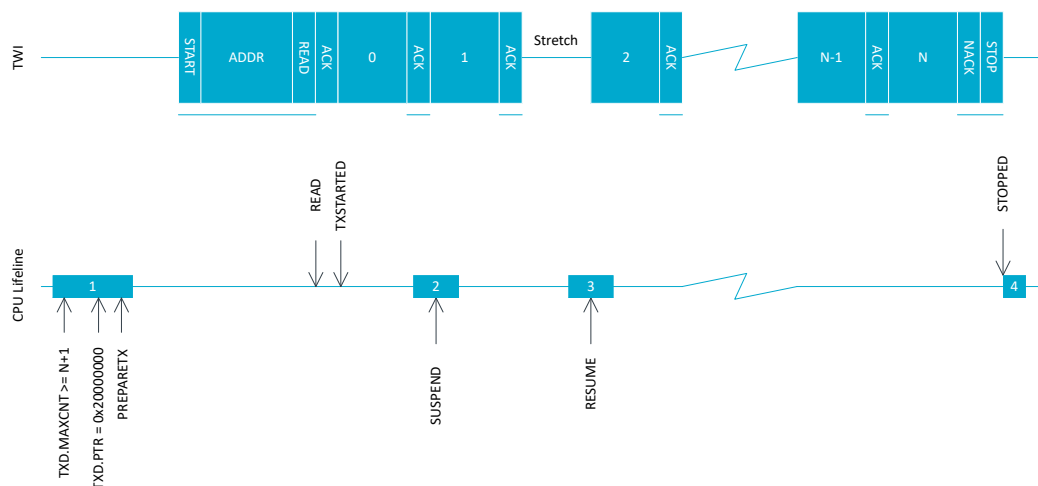 TWI
START
ADDR
READ
ACK
0
ACK
1
ACK
Stretch
2
ACK
N-1
ACK
N
NACK
STOP
CPU Lifeline
READ
TXSTARTED
STOPPED
1
2
3
4
TXD.MAXCNT >= N+1
TXD.PTR = 0x20000000
PREPARETX
SUSPEND
RESUME